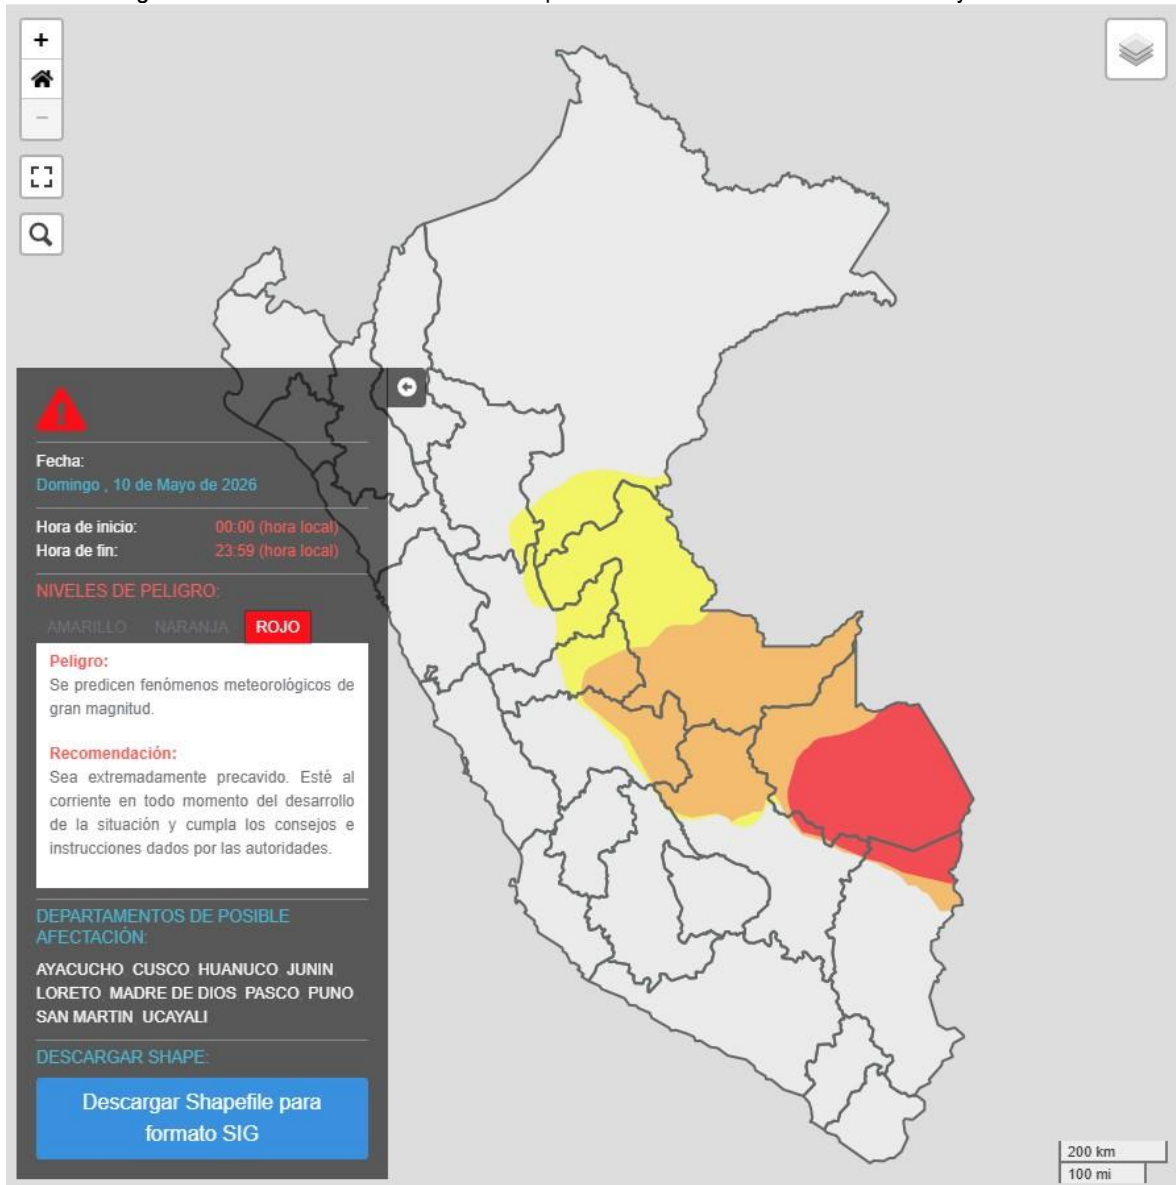 +
−
Fecha:
Domingo , 10 de Mayo de 2026
Hora de inicio: 00:00 (hora local)
Hora de fin: 23:59 (hora local)
NIVELES DE PELIGRO:
AMARILLO NARANJA ROJO
Peligro:
Se predicen fenómenos meteorológicos de
gran magnitud.
Recomendación:
Sea extremadamente precavido. Esté al
corriente en todo momento del desarrollo
de la situación y cumpla los consejos e
instrucciones dados por las autoridades.
DEPARTAMENTOS DE POSIBLE
AFECTACIÓN:
AYACUCHO CUSCO HUANUCO JUNIN
LORETO MADRE DE DIOS PASCO PUNO
SAN MARTIN UCAYALI
DESCARGAR SHAPE:
Descargar Shapefile para
formato SIG
200 km
100 mi